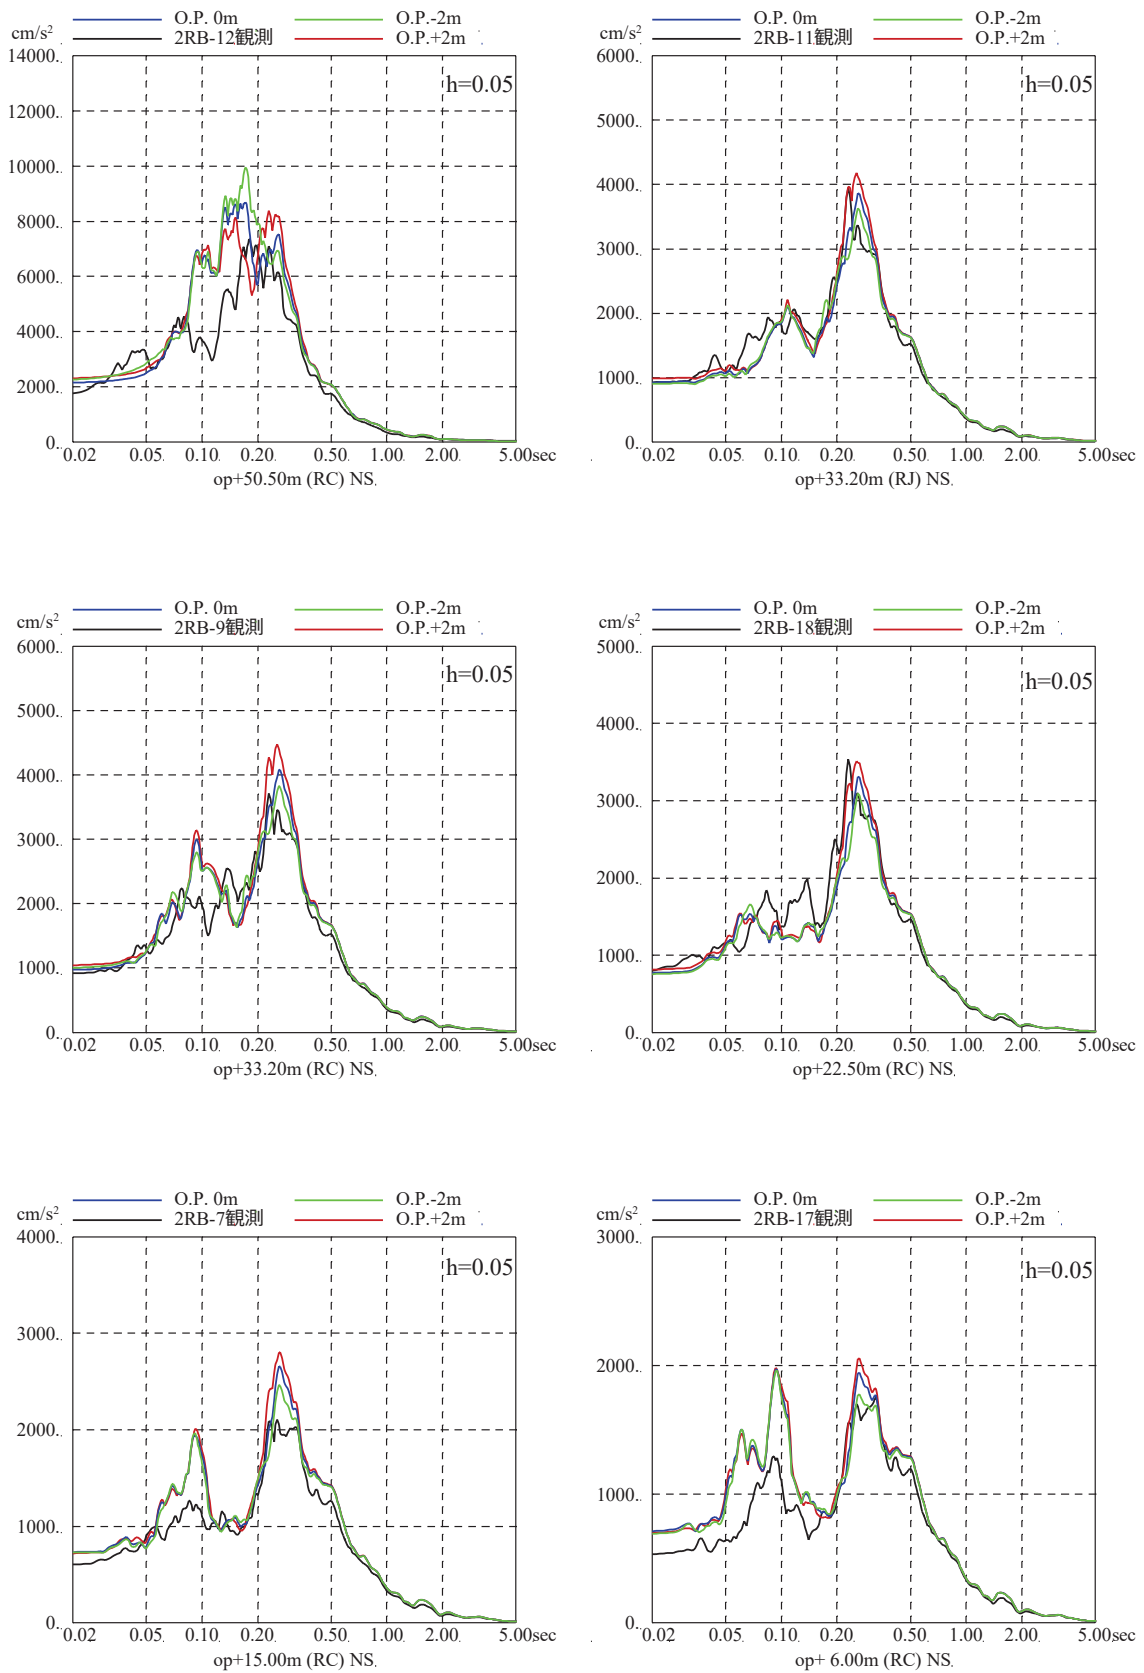 O.P. 0m O.P.-2m
cm/s² 2RB-12観測 O.P.+2m
14000.
h=0.05
12000.
10000.
8000.
6000.
4000.
2000.
0.
0.02 0.05 0.10 0.20 0.50 1.00 2.00 5.00sec
op+50.50m (RC) NS
O.P. 0m O.P.-2m
cm/s² 2RB-11観測 O.P.+2m
6000.
h=0.05
5000.
4000.
3000.
2000.
1000.
0.
0.02 0.05 0.10 0.20 0.50 1.00 2.00 5.00sec
op+33.20m (RJ) NS
O.P. 0m O.P.-2m
cm/s² 2RB-9観測 O.P.+2m
6000.
h=0.05
5000.
4000.
3000.
2000.
1000.
0.
0.02 0.05 0.10 0.20 0.50 1.00 2.00 5.00sec
op+33.20m (RC) NS
O.P. 0m O.P.-2m
cm/s² 2RB-18観測 O.P.+2m
5000.
h=0.05
4000.
3000.
2000.
1000.
0.
0.02 0.05 0.10 0.20 0.50 1.00 2.00 5.00sec
op+22.50m (RC) NS
O.P. 0m O.P.-2m
cm/s² 2RB-7観測 O.P.+2m
4000.
h=0.05
3000.
2000.
1000.
0.
0.02 0.05 0.10 0.20 0.50 1.00 2.00 5.00sec
op+15.00m (RC) NS
O.P. 0m O.P.-2m
cm/s² 2RB-17観測 O.P.+2m
3000.
h=0.05
2000.
1000.
0.
0.02 0.05 0.10 0.20 0.50 1.00 2.00 5.00sec
op+ 6.00m (RC) NS